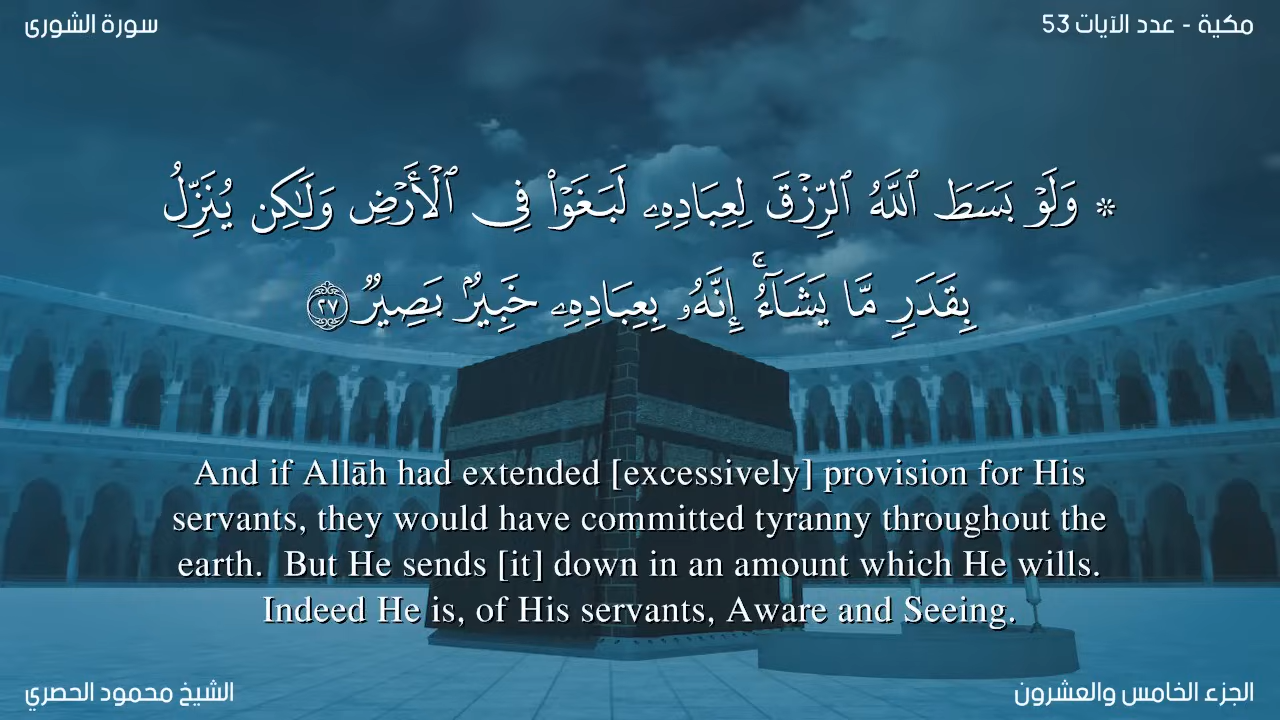 سورة الشورى
مكية - عدد الآيات 53
۞ وَلَوْ بَسَطَ ٱللَّهُ ٱلرِّزْقَ لِعِبَادِهِۦ لَبَغَوْا۟ فِى ٱلْأَرْضِ وَلَـٰكِن يُنَزِّلُ
بِقَدَرٍ مَّا يَشَآءُ ۚ إِنَّهُۥ بِعِبَادِهِۦ خَبِيرٌۢ بَصِيرٌ ٢٧
And if Allāh had extended [excessively] provision for His
servants, they would have committed tyranny throughout the
earth.  But He sends [it] down in an amount which He wills.
Indeed He is, of His servants, Aware and Seeing.
الشيخ محمود الحصري
الجزء الخامس والعشرون